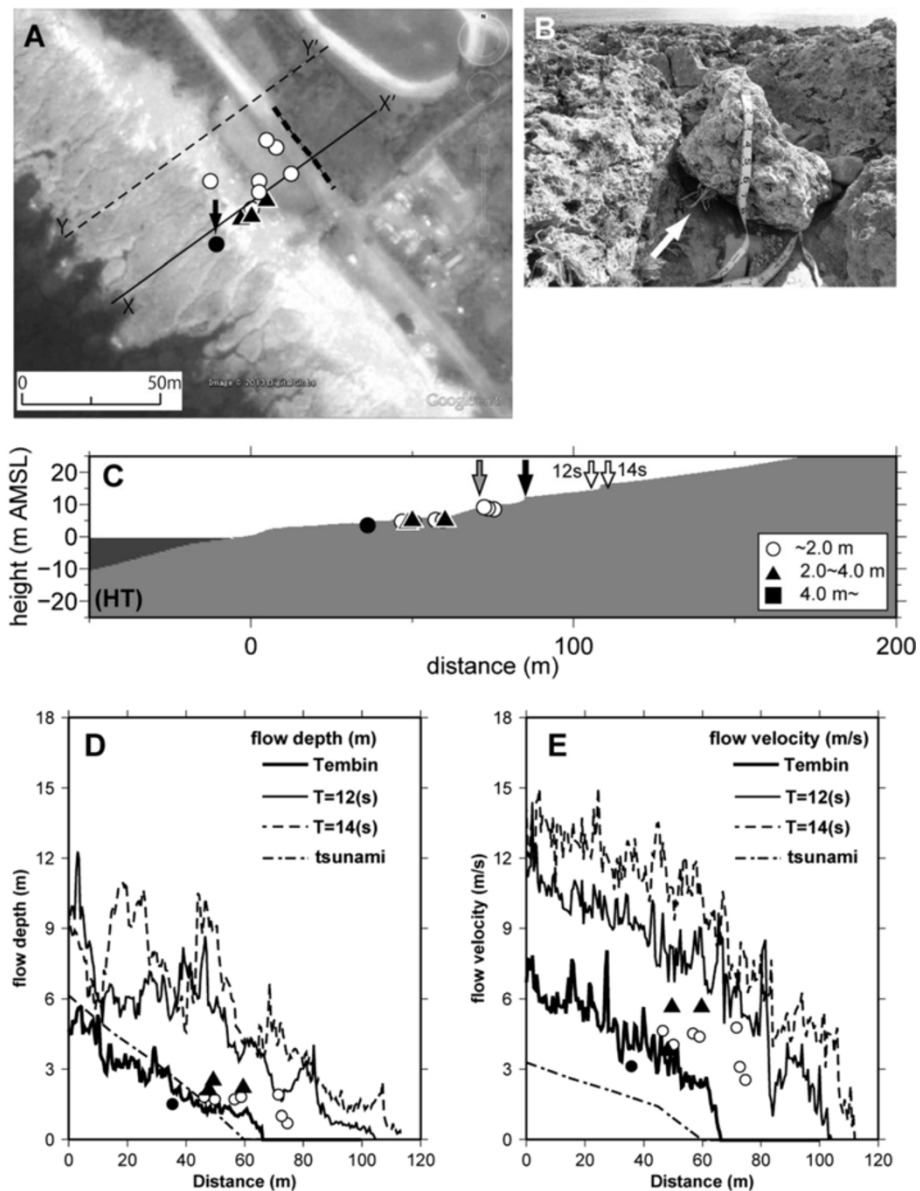 A
N
Y'
X'
Y
X
0 50m
Image © 2013 DigitalGlobe
Google earth
B
C
12s 14s
height (m AMSL)
20
10
0
−10
−20
(HT)
~2.0 m
2.0~4.0 m
4.0 m~
0 100 200
distance (m)
D
flow depth (m)
Tembin
T=12(s)
T=14(s)
tsunami
flow depth (m)
18
15
12
9
6
3
0
0 20 40 60 80 100 120
Distance (m)
E
flow velocity (m/s)
Tembin
T=12(s)
T=14(s)
tsunami
flow velocity (m/s)
18
15
12
9
6
3
0
0 20 40 60 80 100 120
Distance (m)